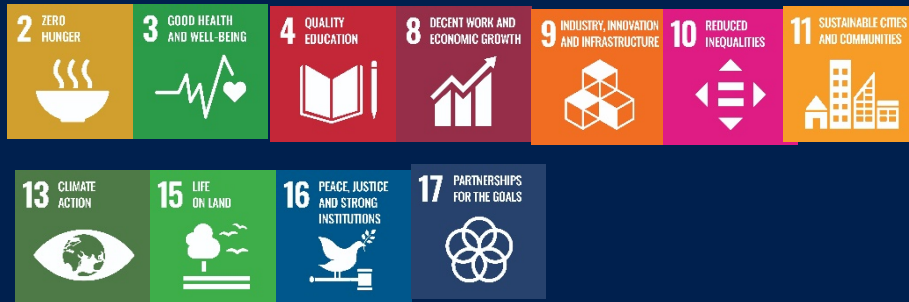 2 ZERO
HUNGER
3 GOOD HEALTH
AND WELL-BEING
4 QUALITY
EDUCATION
8 DECENT WORK AND
ECONOMIC GROWTH
9 INDUSTRY, INNOVATION
AND INFRASTRUCTURE
10 REDUCED
INEQUALITIES
11 SUSTAINABLE CITIES
AND COMMUNITIES
13 CLIMATE
ACTION
15 LIFE
ON LAND
16 PEACE, JUSTICE
AND STRONG
INSTITUTIONS
17 PARTNERSHIPS
FOR THE GOALS